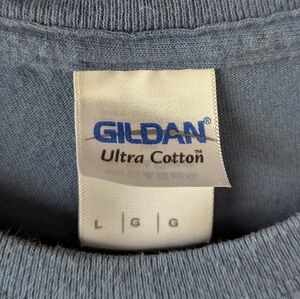 GILDAN®
Ultra Cotton™
L | G | G